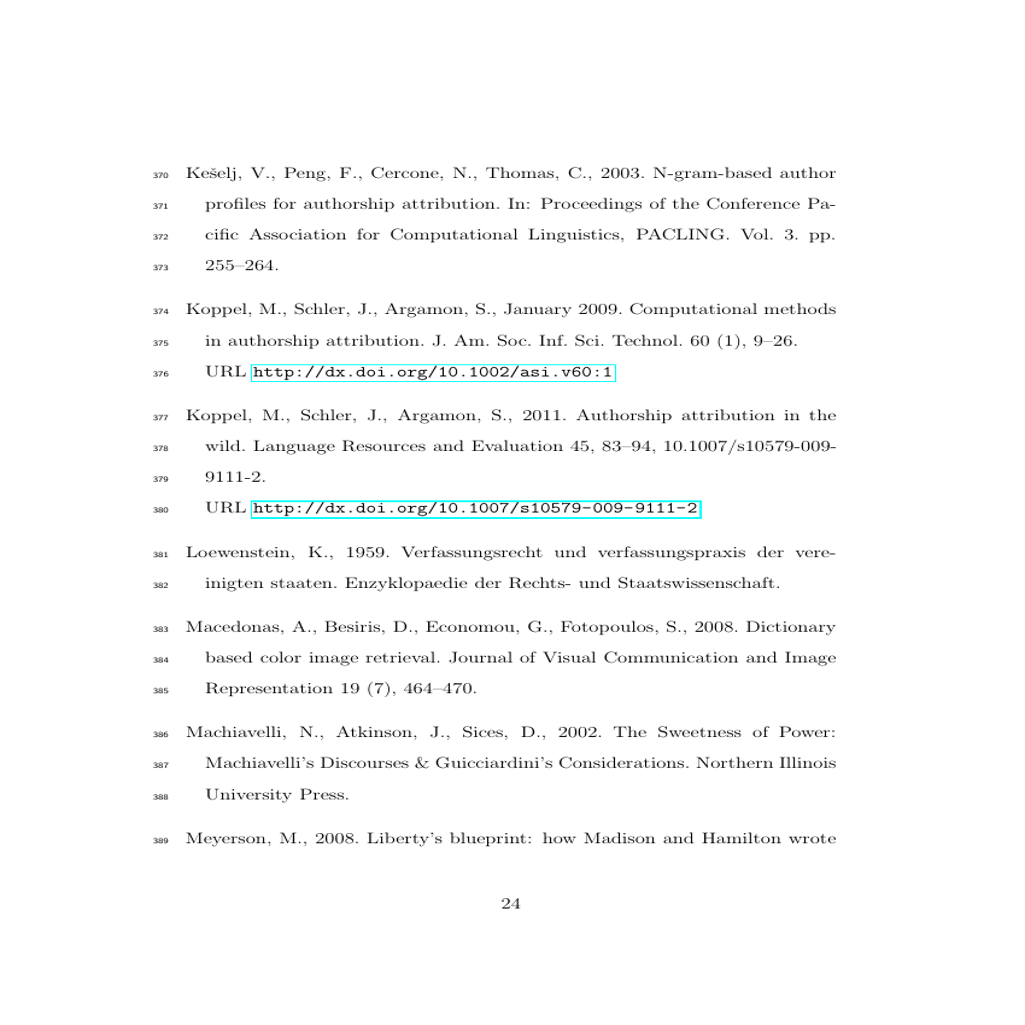 370 Kešelj, V., Peng, F., Cercone, N., Thomas, C., 2003. N-gram-based author
371 profiles for authorship attribution. In: Proceedings of the Conference Pa-
372 cific Association for Computational Linguistics, PACLING. Vol. 3. pp.
373 255–264.
374 Koppel, M., Schler, J., Argamon, S., January 2009. Computational methods
375 in authorship attribution. J. Am. Soc. Inf. Sci. Technol. 60 (1), 9–26.
376 URL http://dx.doi.org/10.1002/asi.v60:1
377 Koppel, M., Schler, J., Argamon, S., 2011. Authorship attribution in the
378 wild. Language Resources and Evaluation 45, 83–94, 10.1007/s10579-009-
379 9111-2.
380 URL http://dx.doi.org/10.1007/s10579-009-9111-2
381 Loewenstein, K., 1959. Verfassungsrecht und verfassungspraxis der vere-
382 inigten staaten. Enzyklopaedie der Rechts- und Staatswissenschaft.
383 Macedonas, A., Besiris, D., Economou, G., Fotopoulos, S., 2008. Dictionary
384 based color image retrieval. Journal of Visual Communication and Image
385 Representation 19 (7), 464–470.
386 Machiavelli, N., Atkinson, J., Sices, D., 2002. The Sweetness of Power:
387 Machiavelli's Discourses & Guicciardini's Considerations. Northern Illinois
388 University Press.
389 Meyerson, M., 2008. Liberty's blueprint: how Madison and Hamilton wrote
24